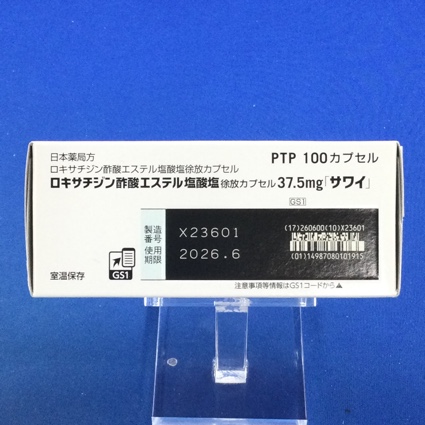 日本薬局方
ロキサチジン酢酸エステル塩酸塩徐放カプセル
PTP 100カプセル
ロキサチジン酢酸エステル塩酸塩徐放カプセル37.5mg「サワイ」
GS1
製造番号 X23601
使用期限 2026.6
(17)260600(10)X23601
(01)14987080101915
室温保存
GS1
注意事項等情報はGS1コードから▲